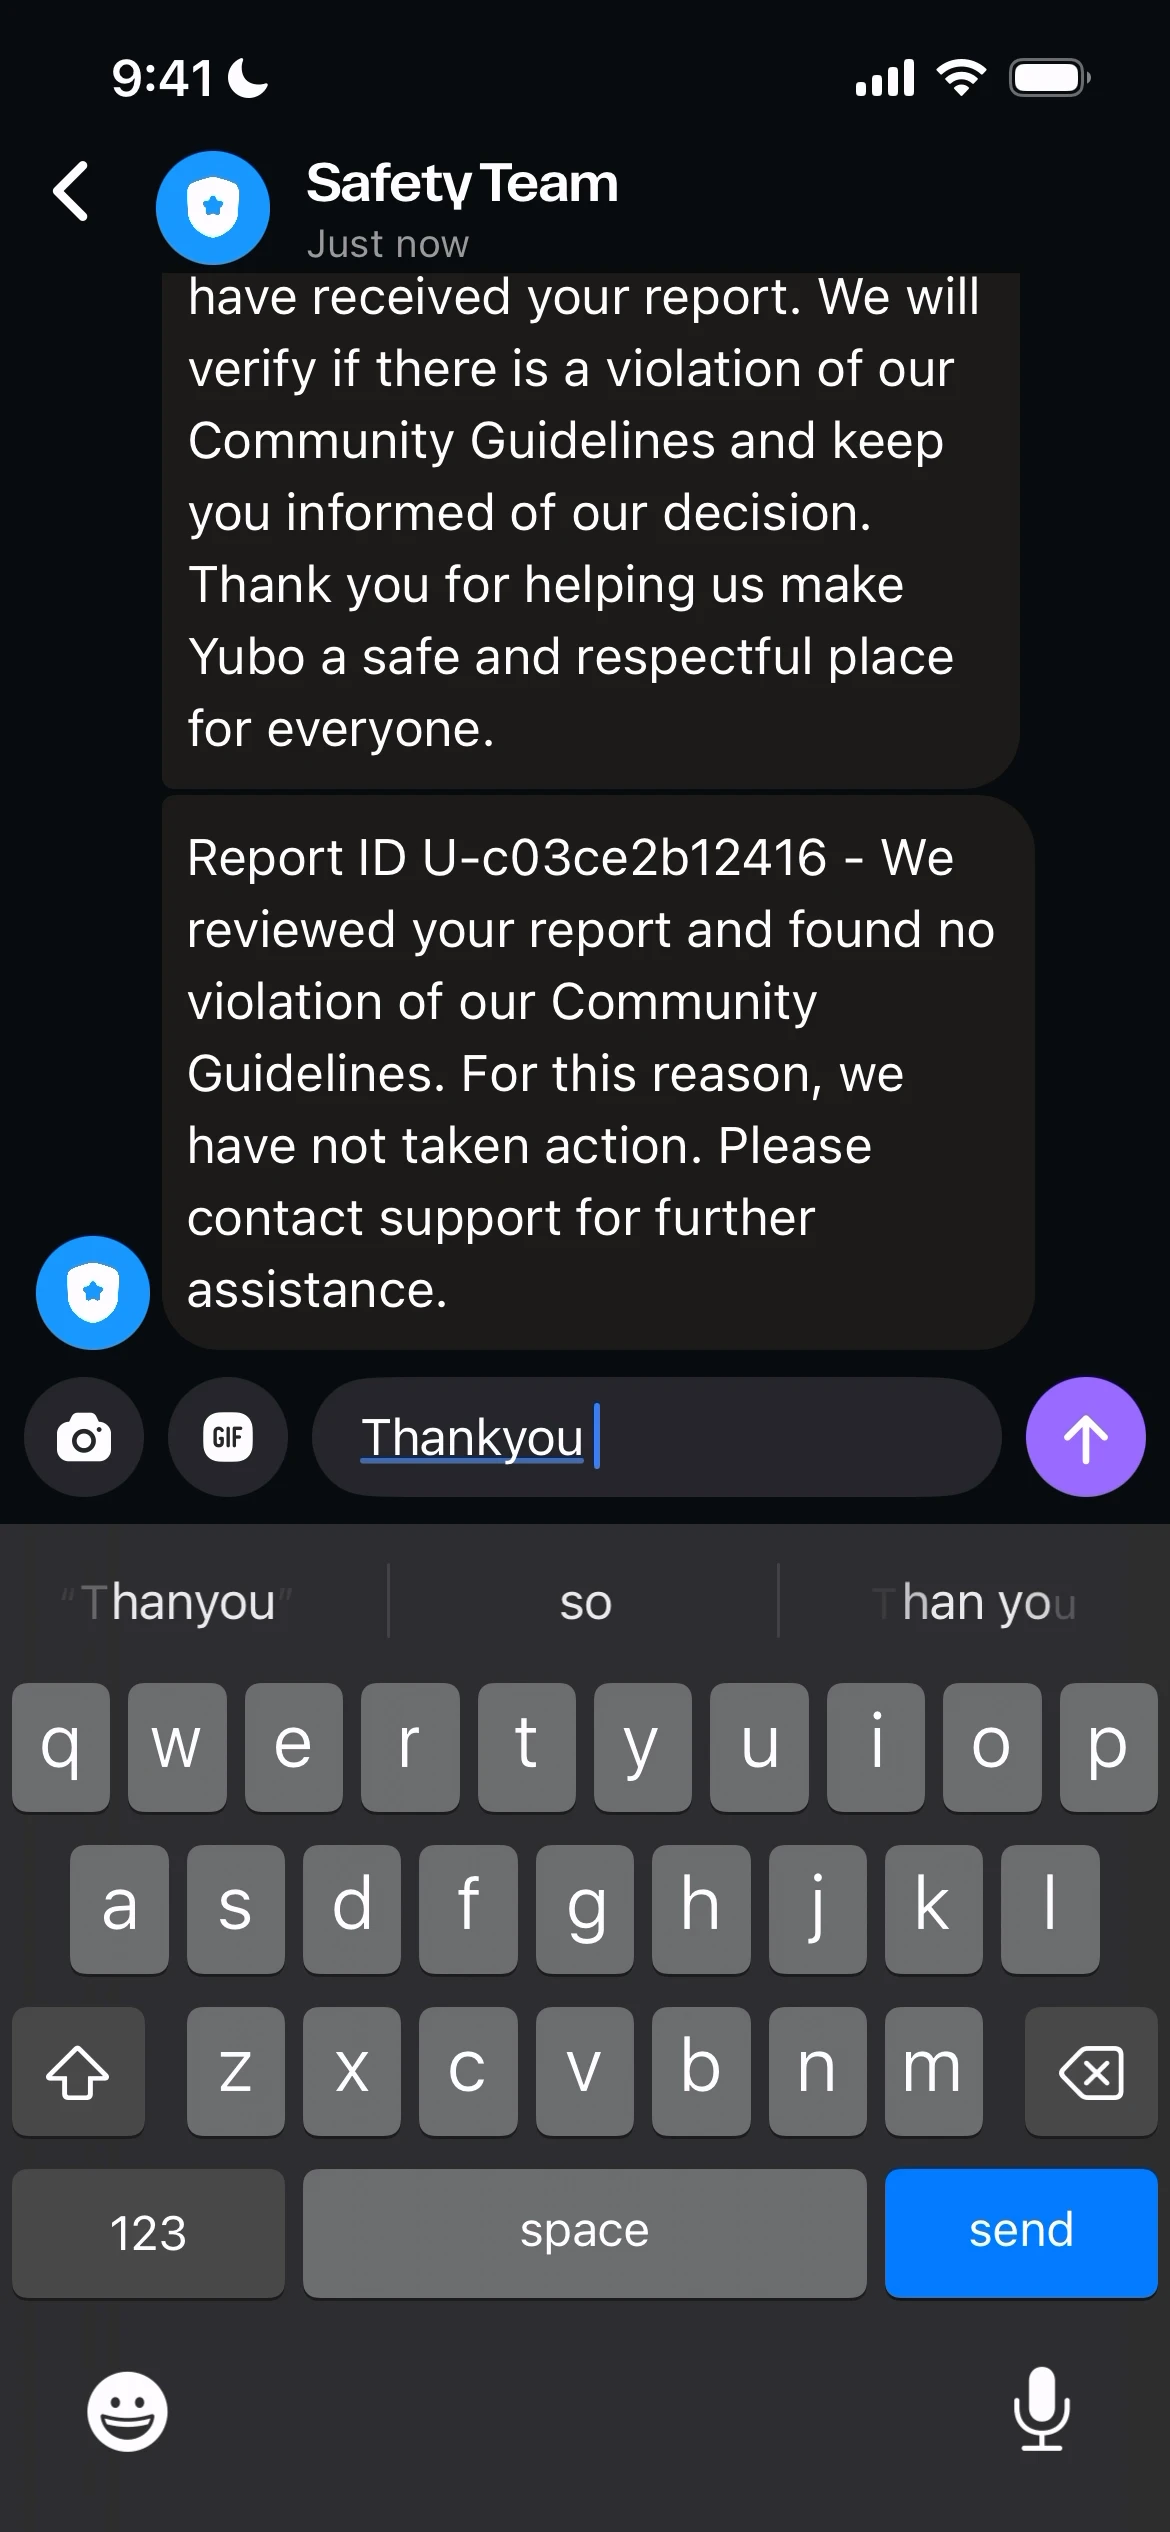 9:41
Safety Team
Just now
have received your report. We will
verify if there is a violation of our
Community Guidelines and keep
you informed of our decision.
Thank you for helping us make
Yubo a safe and respectful place
for everyone.
Report ID U-c03ce2b12416 - We
reviewed your report and found no
violation of our Community
Guidelines. For this reason, we
have not taken action. Please
contact support for further
assistance.
GIF
Thankyou
“Thanyou” so Than you
q w e r t y u i o p
a s d f g h j k l
z x c v b n m
123 space send